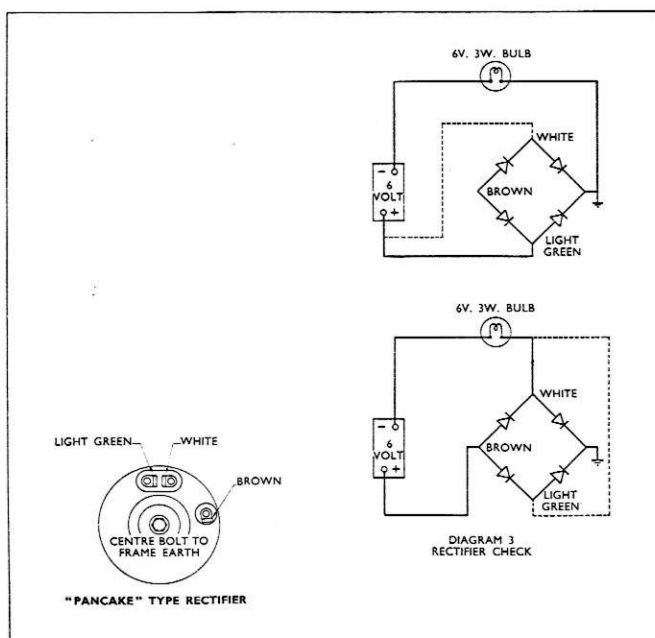 6V. 3W. BULB
WHITE
BROWN
LIGHT
GREEN
-
6
VOLT
+
6V. 3W. BULB
WHITE
BROWN
LIGHT
GREEN
-
6
VOLT
+
DIAGRAM 3
RECTIFIER CHECK
LIGHT GREEN
WHITE
BROWN
CENTRE BOLT TO
FRAME EARTH
"PANCAKE" TYPE RECTIFIER